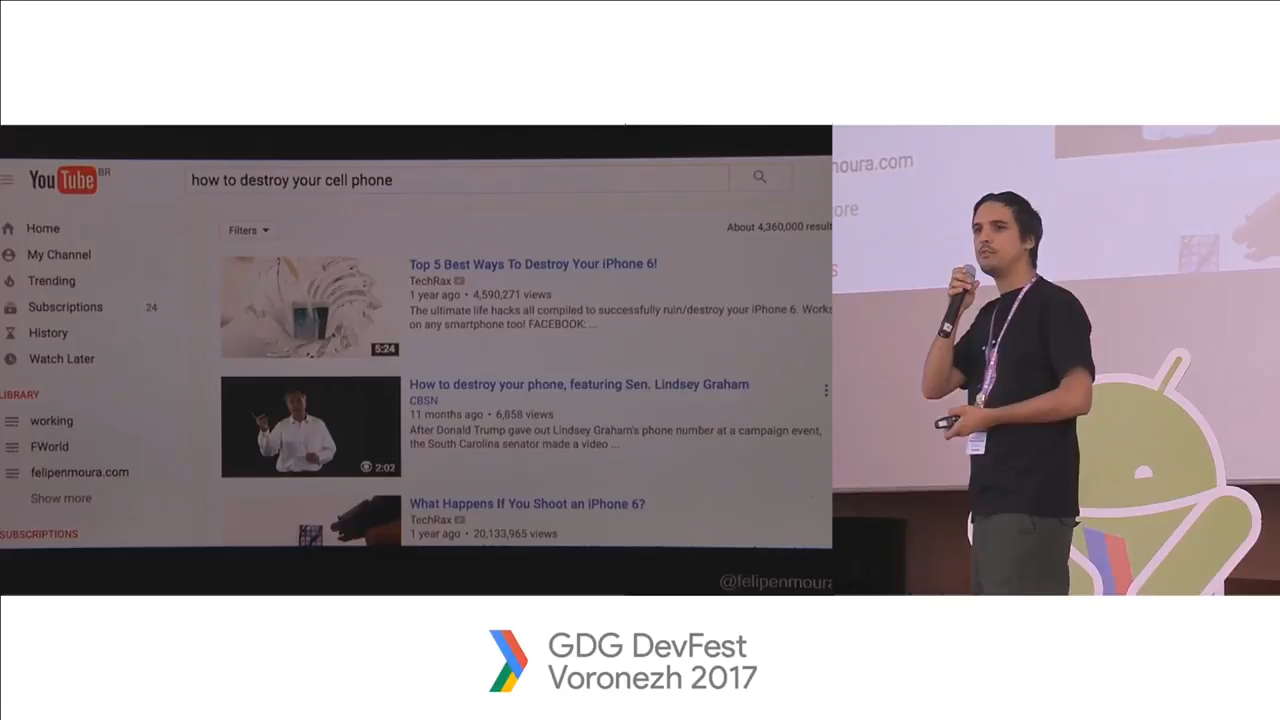 YouTube BR
how to destroy your cell phone
Home
My Channel
Trending
Subscriptions 24
History
Watch Later
LIBRARY
working
FWorld
felipenmoura.com
Show more
SUBSCRIPTIONS
Filters
About 4,360,000 result
Top 5 Best Ways To Destroy Your iPhone 6!
TechRax
1 year ago • 4,590,271 views
The ultimate life hacks all compiled to successfully ruin/destroy your iPhone 6. Works
on any smartphone too! FACEBOOK: ...
5:24
How to destroy your phone, featuring Sen. Lindsey Graham
CBSN
11 months ago • 6,858 views
After Donald Trump gave out Lindsey Graham's phone number at a campaign event,
the South Carolina senator made a video ...
2:02
What Happens If You Shoot an iPhone 6?
TechRax
1 year ago • 20,133,965 views
@felipenmoura
moura.com
ore
S
GDG DevFest
Voronezh 2017